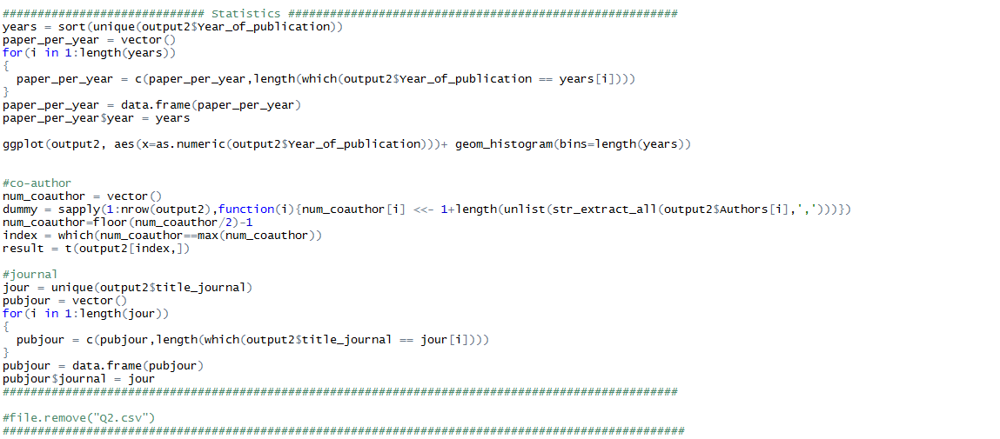 ############################# Statistics ########################################################
years = sort(unique(output2$Year_of_publication))
paper_per_year = vector()
for(i in 1:length(years))
{
  paper_per_year = c(paper_per_year,length(which(output2$Year_of_publication == years[i])))
}
paper_per_year = data.frame(paper_per_year)
paper_per_year$year = years

ggplot(output2, aes(x=as.numeric(output2$Year_of_publication)))+ geom_histogram(bins=length(years))

#co-author
num_coauthor = vector()
dummy = sapply(1:nrow(output2),function(i){num_coauthor[i] <<- 1+length(unlist(str_extract_all(output2$Authors[i],',')))})
num_coauthor=floor(num_coauthor/2)-1
index = which(num_coauthor==max(num_coauthor))
result = t(output2[index,])

#journal
jour = unique(output2$title_journal)
pubjour = vector()
for(i in 1:length(jour))
{
  pubjour = c(pubjour,length(which(output2$title_journal == jour[i])))
}
pubjour = data.frame(pubjour)
pubjour$journal = jour
#################################################################################################

#file.remove("Q2.csv")
##################################################################################################